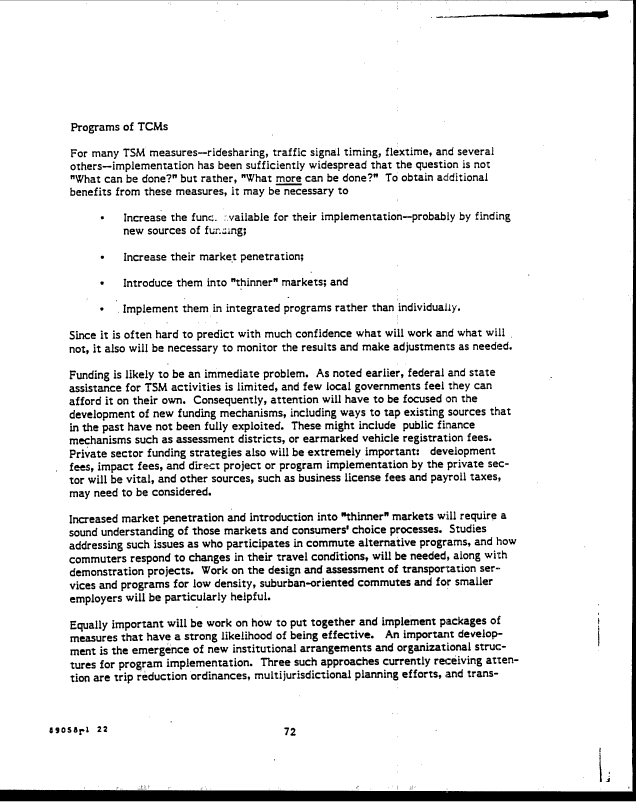 Programs of TCMs
For many TSM measures—ridesharing, traffic signal timing, flextime, and several
others—implementation has been sufficiently widespread that the question is not
"What can be done?" but rather, "What more can be done?" To obtain additional
benefits from these measures, it may be necessary to
• Increase the func. .vailable for their implementation—probably by finding
new sources of funding;
• Increase their market penetration;
• Introduce them into "thinner" markets; and
• Implement them in integrated programs rather than individually.
Since it is often hard to predict with much confidence what will work and what will
not, it also will be necessary to monitor the results and make adjustments as needed.
Funding is likely to be an immediate problem. As noted earlier, federal and state
assistance for TSM activities is limited, and few local governments feel they can
afford it on their own. Consequently, attention will have to be focused on the
development of new funding mechanisms, including ways to tap existing sources that
in the past have not been fully exploited. These might include public finance
mechanisms such as assessment districts, or earmarked vehicle registration fees.
Private sector funding strategies also will be extremely important: development
fees, impact fees, and direct project or program implementation by the private sec-
tor will be vital, and other sources, such as business license fees and payroll taxes,
may need to be considered.
Increased market penetration and introduction into "thinner" markets will require a
sound understanding of those markets and consumers' choice processes. Studies
addressing such issues as who participates in commute alternative programs, and how
commuters respond to changes in their travel conditions, will be needed, along with
demonstration projects. Work on the design and assessment of transportation ser-
vices and programs for low density, suburban-oriented commutes and for smaller
employers will be particularly helpful.
Equally important will be work on how to put together and implement packages of
measures that have a strong likelihood of being effective. An important develop-
ment is the emergence of new institutional arrangements and organizational struc-
tures for program implementation. Three such approaches currently receiving atten-
tion are trip reduction ordinances, multijurisdictional planning efforts, and trans-
89058r1 22
72